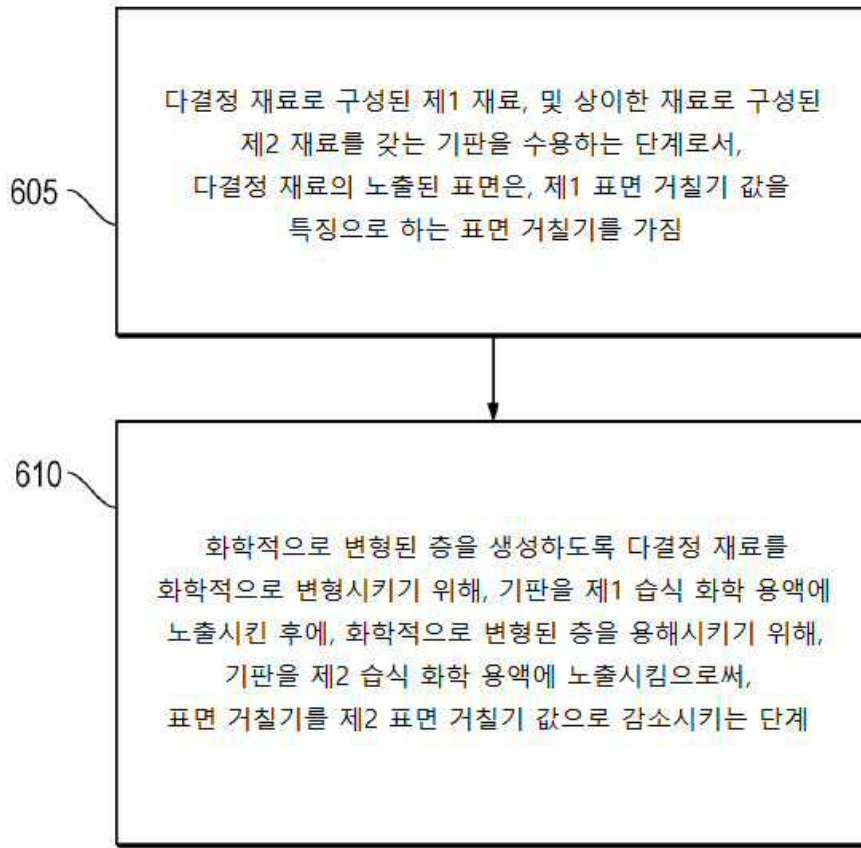 다결정 재료로 구성된 제1 재료, 및 상이한 재료로 구성된
제2 재료를 갖는 기판을 수용하는 단계로서,
다결정 재료의 노출된 표면은, 제1 표면 거칠기 값을
특징으로 하는 표면 거칠기를 가짐
605
610
화학적으로 변형된 층을 생성하도록 다결정 재료를
화학적으로 변형시키기 위해, 기판을 제1 습식 화학 용액에
노출시킨 후에, 화학적으로 변형된 층을 용해시키기 위해,
기판을 제2 습식 화학 용액에 노출시킴으로써,
표면 거칠기를 제2 표면 거칠기 값으로 감소시키는 단계